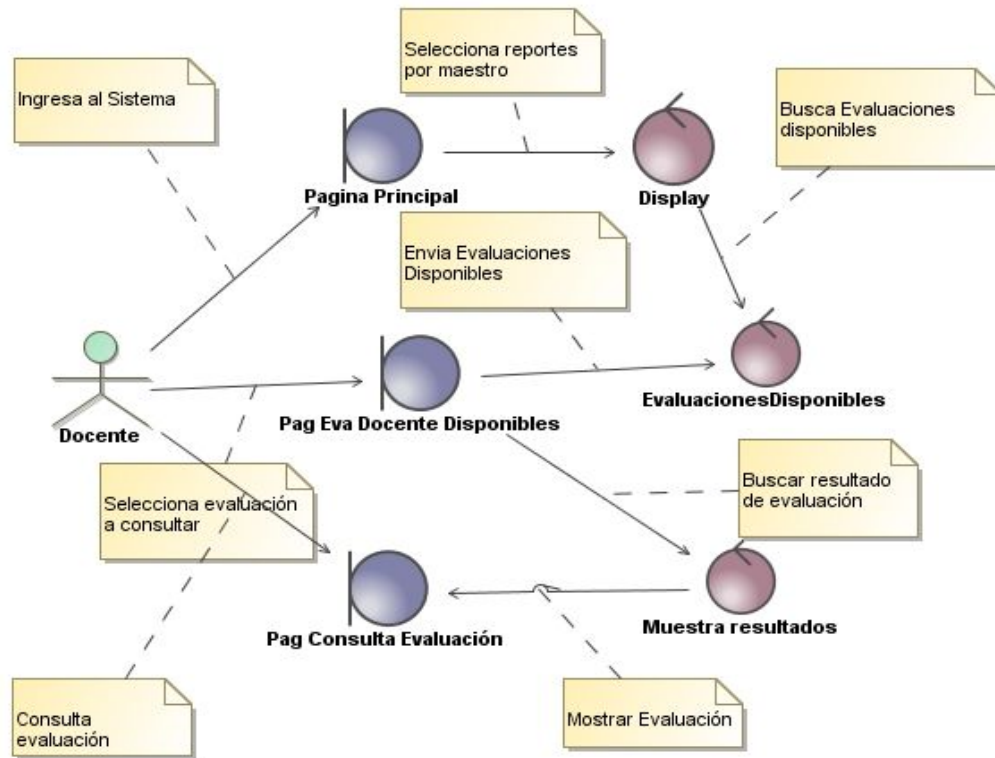 Selecciona reportes
por maestro
Ingresa al Sistema
Busca Evaluaciones
disponibles
Pagina Principal
Display
Envia Evaluaciones
Disponibles
Docente
Pag Eva Docente Disponibles
EvaluacionesDisponibles
Selecciona evaluación
a consultar
Buscar resultado
de evaluación
Pag Consulta Evaluación
Muestra resultados
Consulta
evaluación
Mostrar Evaluación